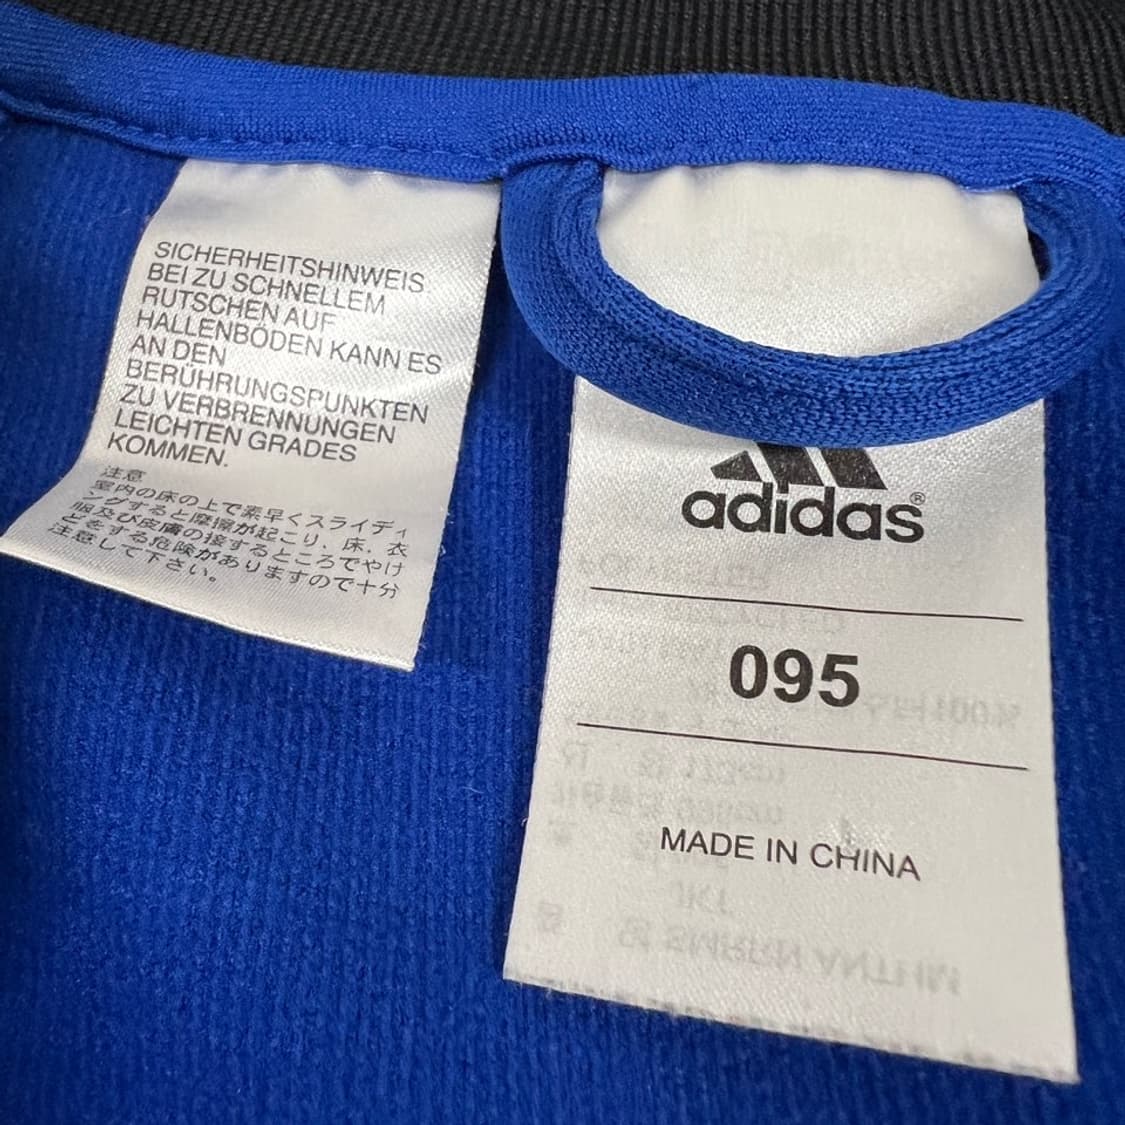 SICHERHEITSHINWEIS
BEI ZU SCHNELLEM
RUTSCHEN AUF
HALLENBÖDEN KANN ES
AN DEN
BERÜHRUNGSPUNKTEN
ZU VERBRENNUNGEN
LEICHTEN GRADES
KOMMEN.
注意
室内の床の上で素早くスライディ
ングすると摩擦が起こり、床、衣
服及び皮膚の接するところでやけ
どをする危険がありますので十分
注意して下さい。
adidas®
095
MADE IN CHINA